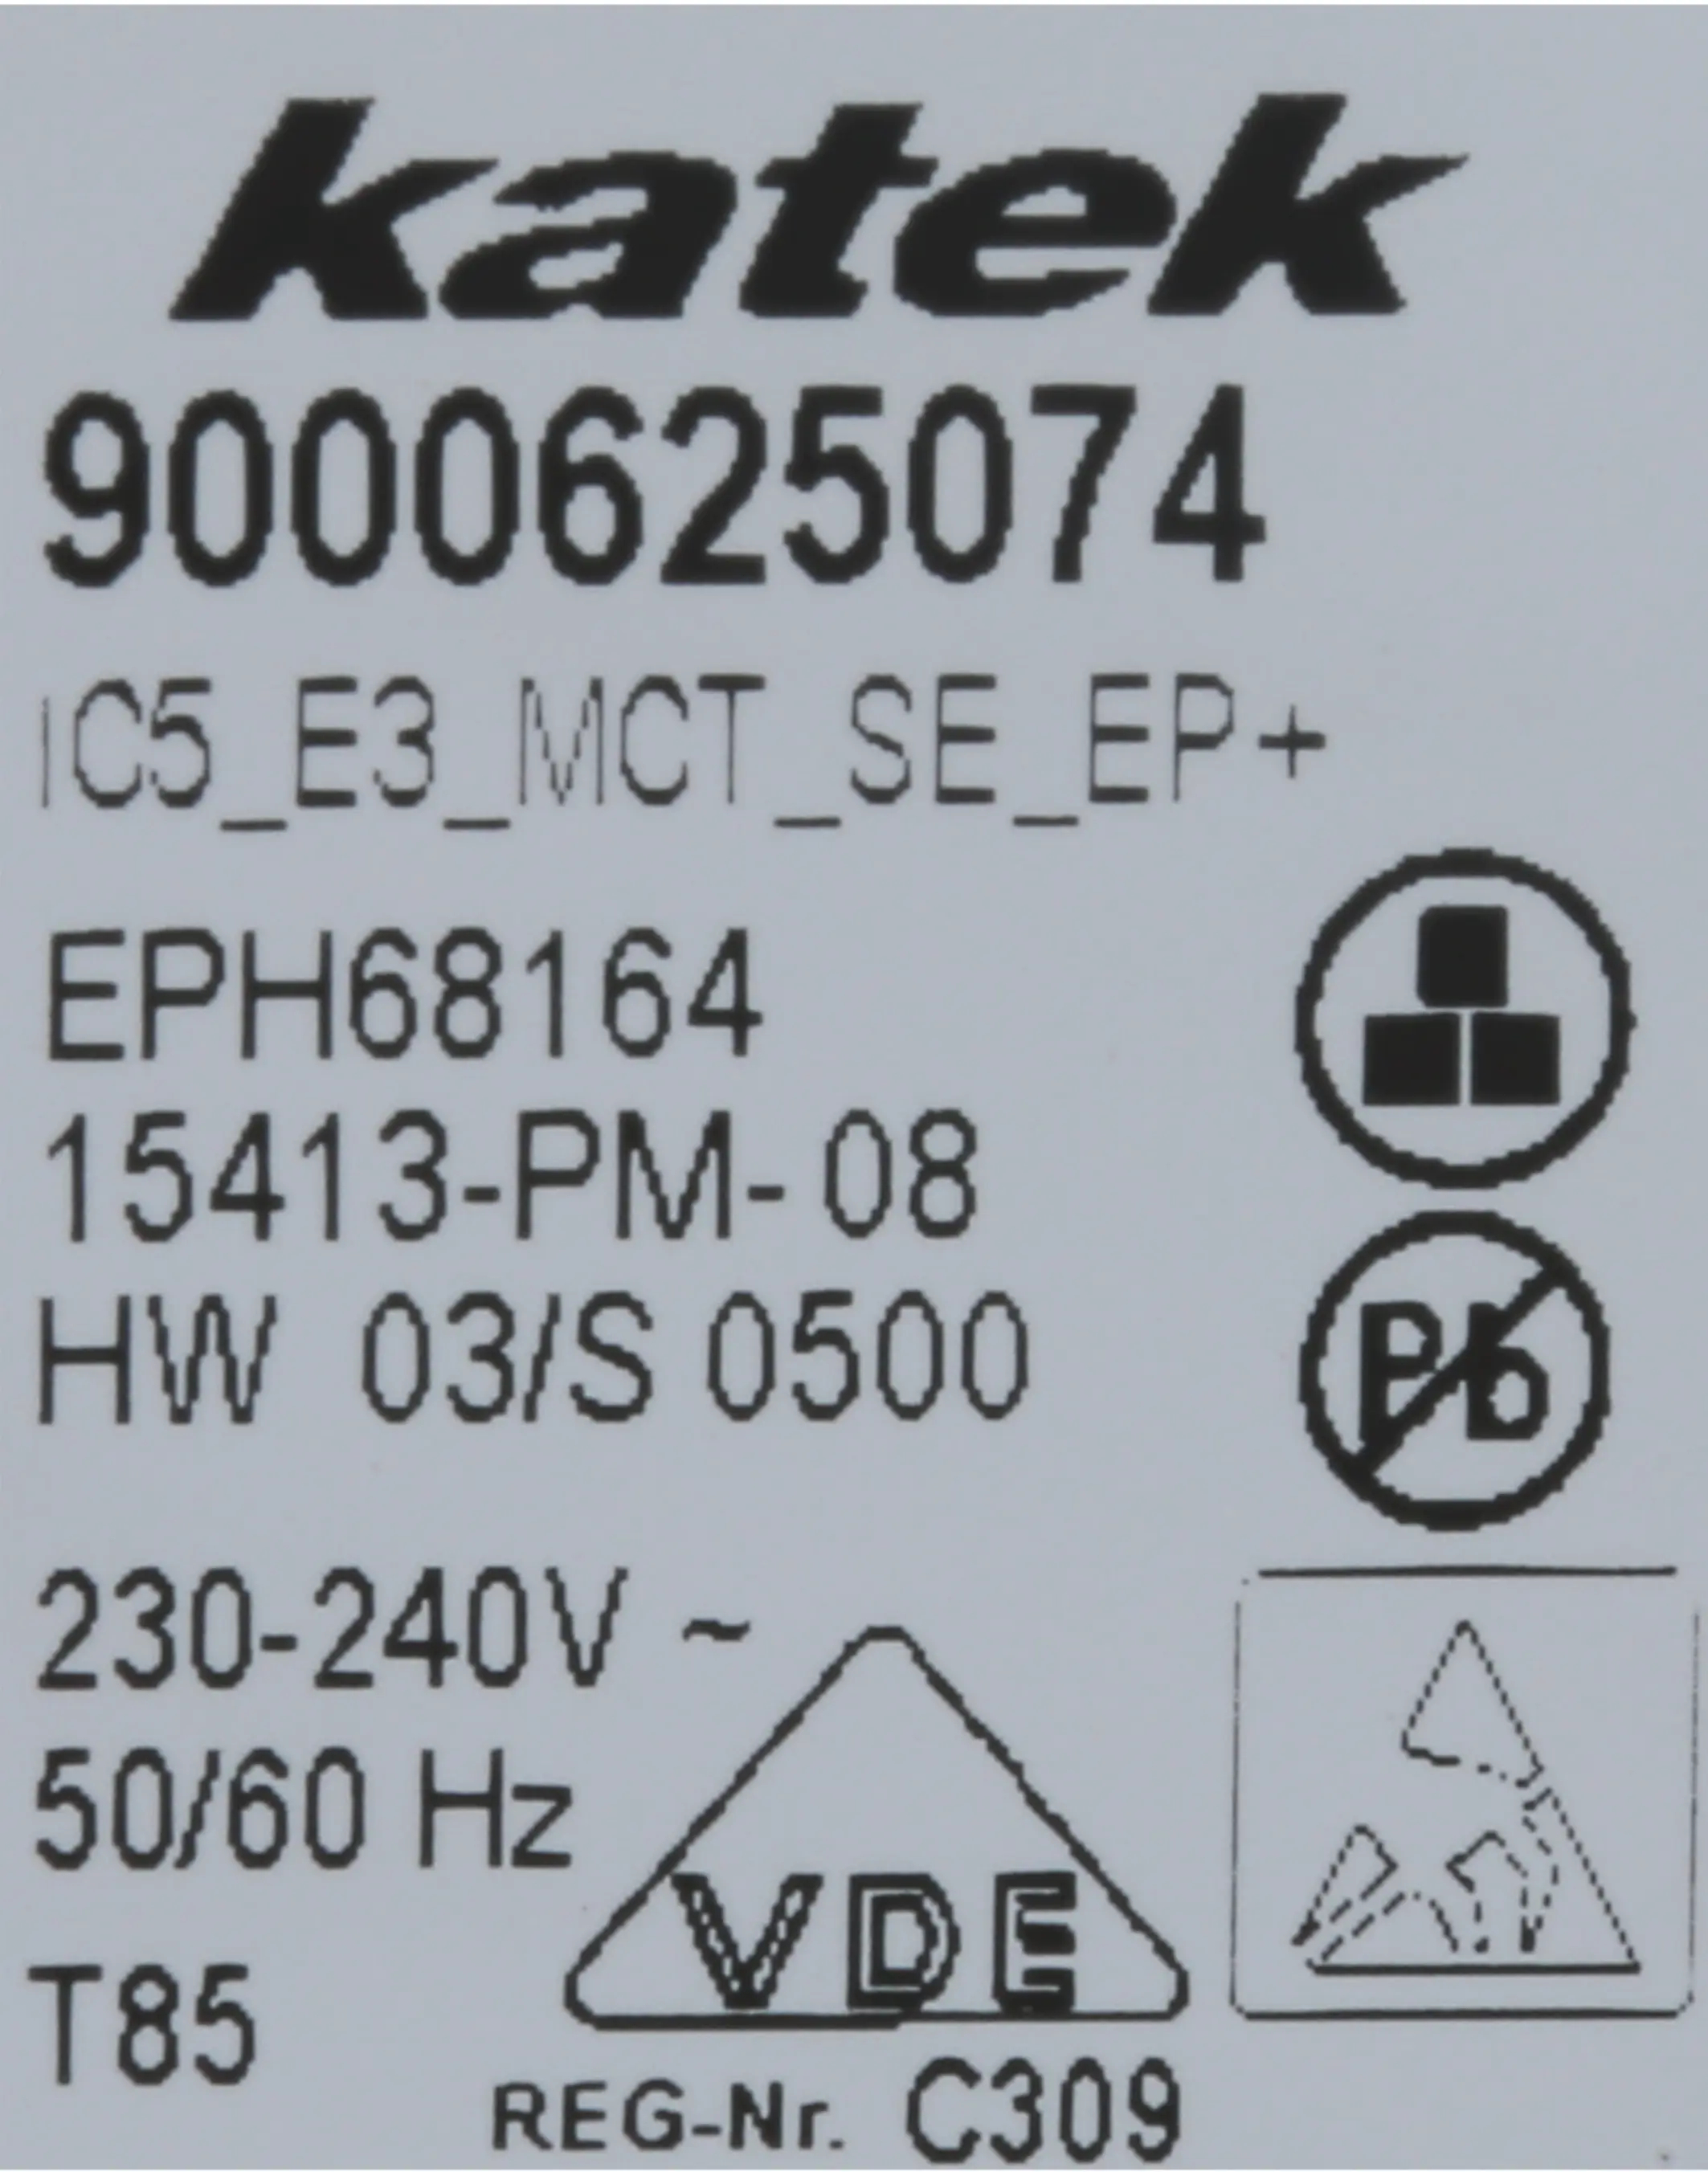 katek
9000625074
IC5_E3_MCT_SE_EP+
EPH68164
15413-PM-08
HW 03/S 0500
Pb
230-240V ~
50/60 Hz
VDE
T85
REG-Nr. C309